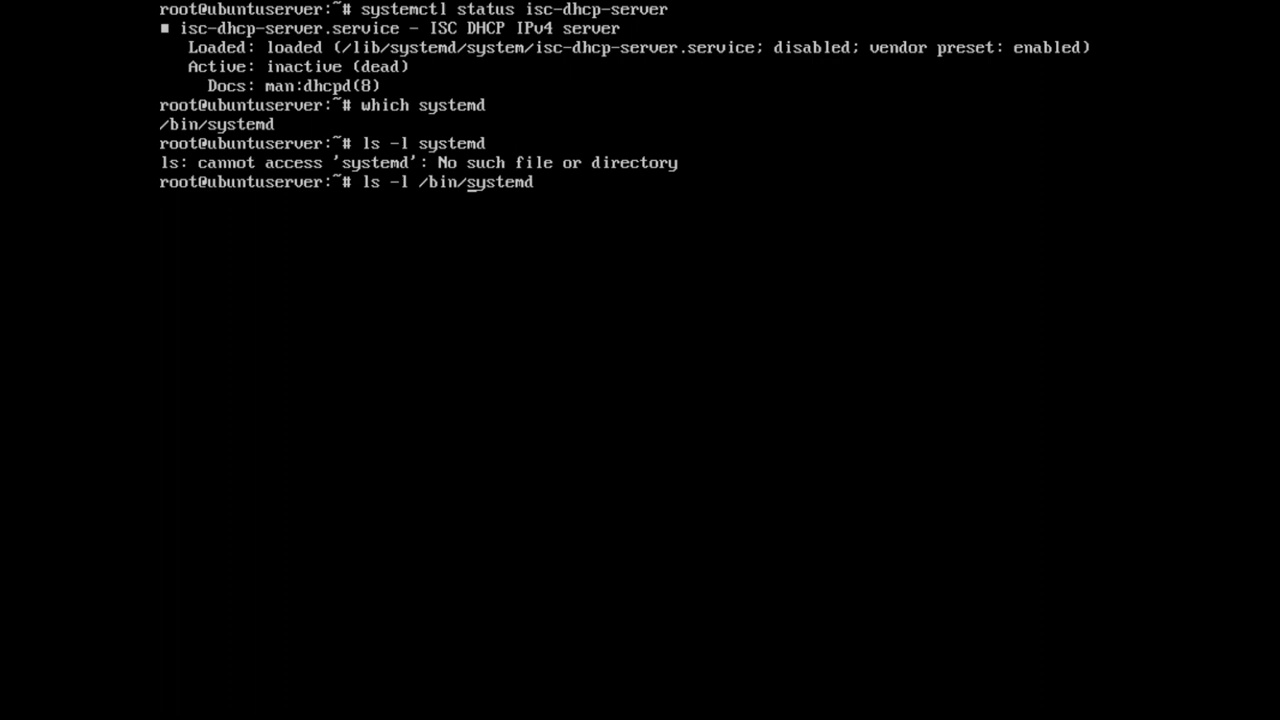 root@ubuntuserver:~# systemctl status isc-dhcp-server
■ isc-dhcp-server.service - ISC DHCP IPv4 server
Loaded: loaded (/lib/systemd/system/isc-dhcp-server.service; disabled; vendor preset: enabled)
Active: inactive (dead)
Docs: man:dhcpd(8)
root@ubuntuserver:~# which systemd
/bin/systemd
root@ubuntuserver:~# ls -l systemd
ls: cannot access 'systemd': No such file or directory
root@ubuntuserver:~# ls -l /bin/systemd